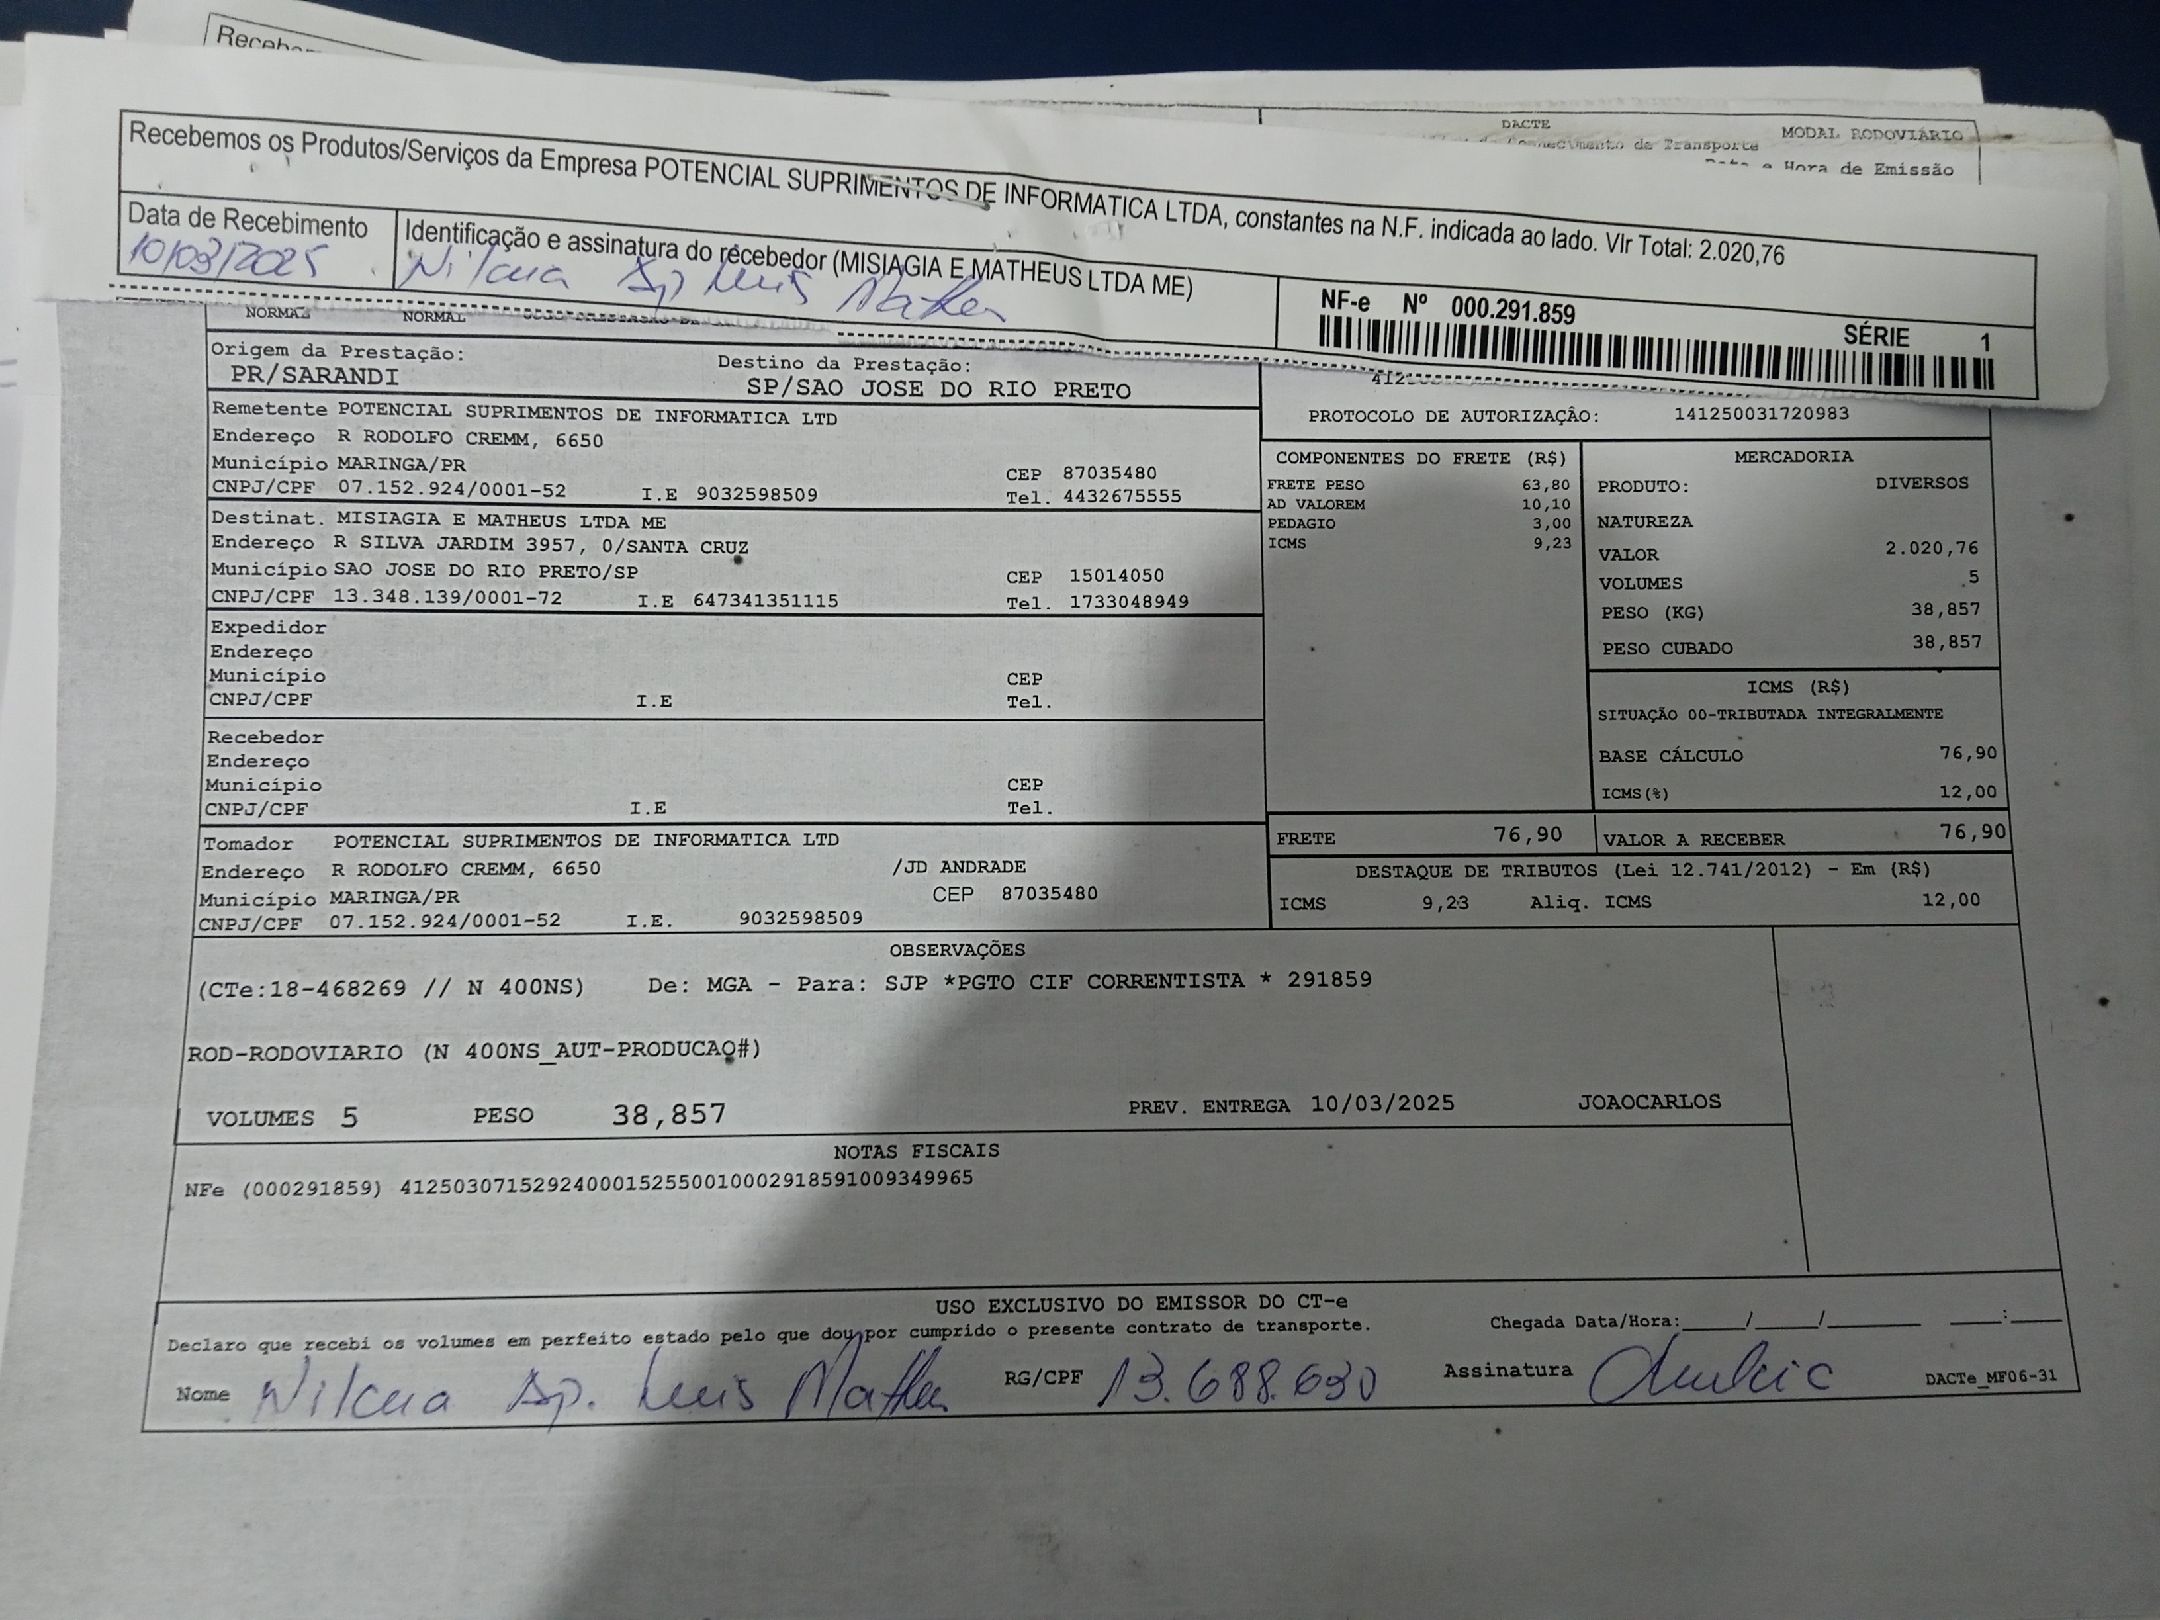 DACTE
MODAL RODOVIÁRIO
de Transporte
Hora de Emissão
Recebemos os Produtos/Serviços da Empresa POTENCIAL SUPRIMENTOS DE INFORMATICA LTDA, constantes na N.F. indicada ao lado. Vlr Total: 2.020,76
Data de Recebimento
10/03/2025
Identificação e assinatura do recebedor (MISIAGIA E MATHEUS LTDA ME)
Ap Luis
NF-e Nº 000.291.859
SÉRIE 1
NORMAL NORMAL
Origem da Prestação:
PR/SARANDI
Destino da Prestação:
SP/SAO JOSE DO RIO PRETO
Remetente POTENCIAL SUPRIMENTOS DE INFORMATICA LTD
Endereço R RODOLFO CREMM, 6650
Município MARINGA/PR CEP 87035480
CNPJ/CPF 07.152.924/0001-52 I.E 9032598509 Tel. 4432675555
Destinat. MISIAGIA E MATHEUS LTDA ME
Endereço R SILVA JARDIM 3957, 0/SANTA CRUZ
Município SAO JOSE DO RIO PRETO/SP CEP 15014050
CNPJ/CPF 13.348.139/0001-72 I.E 647341351115 Tel. 1733048949
Expedidor
Endereço
Município CEP
CNPJ/CPF I.E Tel.
Recebedor
Endereço
Município CEP
CNPJ/CPF I.E Tel.
Tomador POTENCIAL SUPRIMENTOS DE INFORMATICA LTD
Endereço R RODOLFO CREMM, 6650 /JD ANDRADE
Município MARINGA/PR CEP 87035480
CNPJ/CPF 07.152.924/0001-52 I.E. 9032598509
PROTOCOLO DE AUTORIZAÇÃO: 141250031720983
COMPONENTES DO FRETE (R$)
FRETE PESO 63,80
AD VALOREM 10,10
PEDAGIO 3,00
ICMS 9,23
MERCADORIA
PRODUTO: DIVERSOS
NATUREZA
VALOR 2.020,76
VOLUMES 5
PESO (KG) 38,857
PESO CUBADO 38,857
ICMS (R$)
SITUAÇÃO 00-TRIBUTADA INTEGRALMENTE
BASE CÁLCULO 76,90
ICMS(%) 12,00
FRETE 76,90 VALOR A RECEBER 76,90
DESTAQUE DE TRIBUTOS (Lei 12.741/2012) - Em (R$)
ICMS 9,23 Aliq. ICMS 12,00
OBSERVAÇÕES
(CTe:18-468269 // N 400NS) De: MGA - Para: SJP *PGTO CIF CORRENTISTA * 291859
ROD-RODOVIARIO (N 400NS_AUT-PRODUCAO#)
VOLUMES 5 PESO 38,857 PREV. ENTREGA 10/03/2025 JOAOCARLOS
NOTAS FISCAIS
NFe (000291859) 41250307152924000152550010002918591009349965
USO EXCLUSIVO DO EMISSOR DO CT-e
Declaro que recebi os volumes em perfeito estado pelo que dou por cumprido o presente contrato de transporte.
Chegada Data/Hora:_____/_____/_______ ____:____
Nome Ap. Luis RG/CPF 13.688.630 Assinatura
DACTe_MF06-31